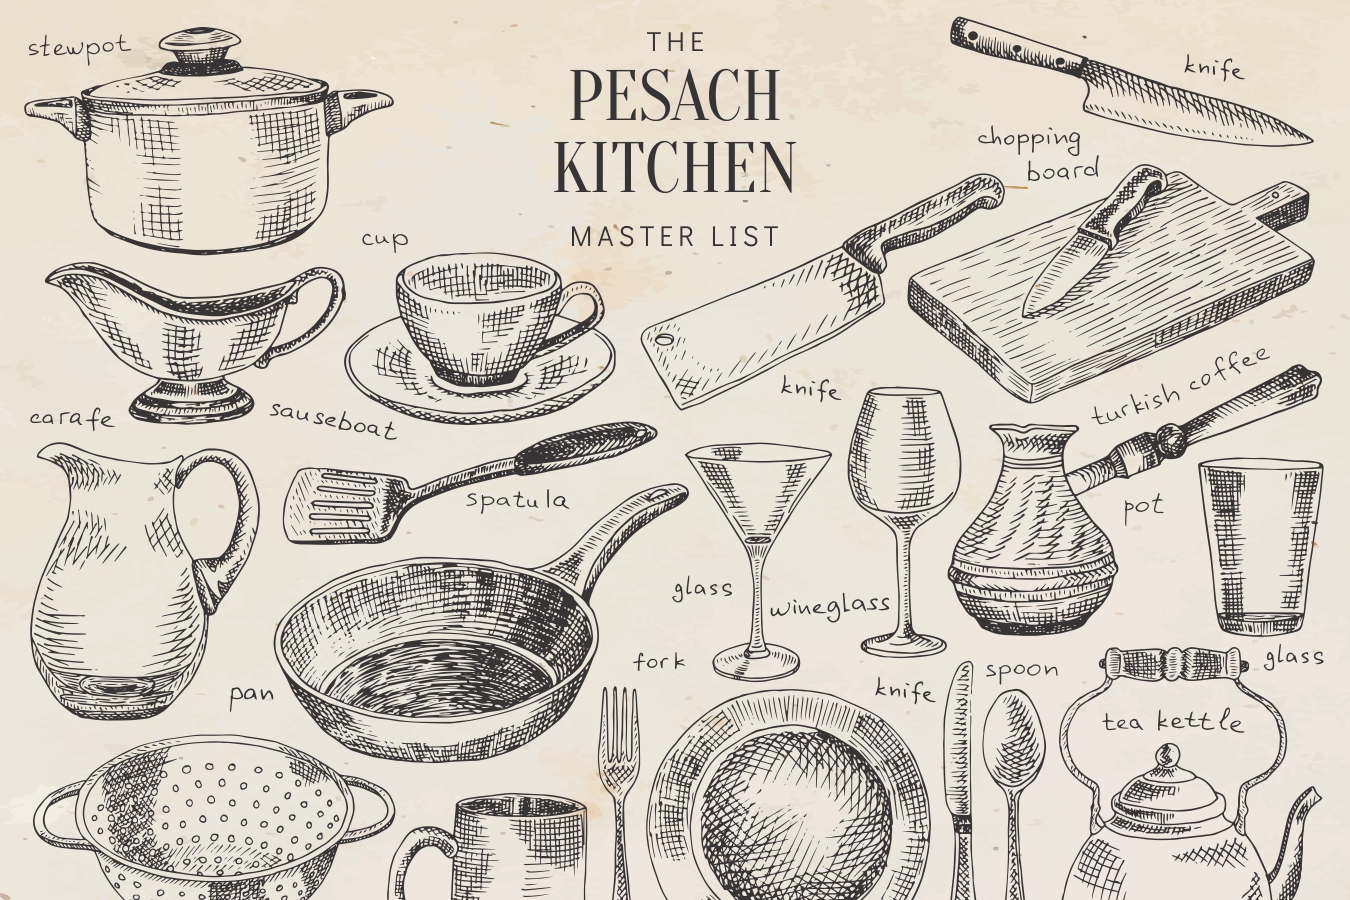 THE
PESACH
KITCHEN
MASTER LIST
stewpot
knife
chopping
board
cup
knife
turkish coffee
pot
carafe
sauseboat
spatula
glass
wineglass
glass
fork
knife
spoon
pan
tea kettle